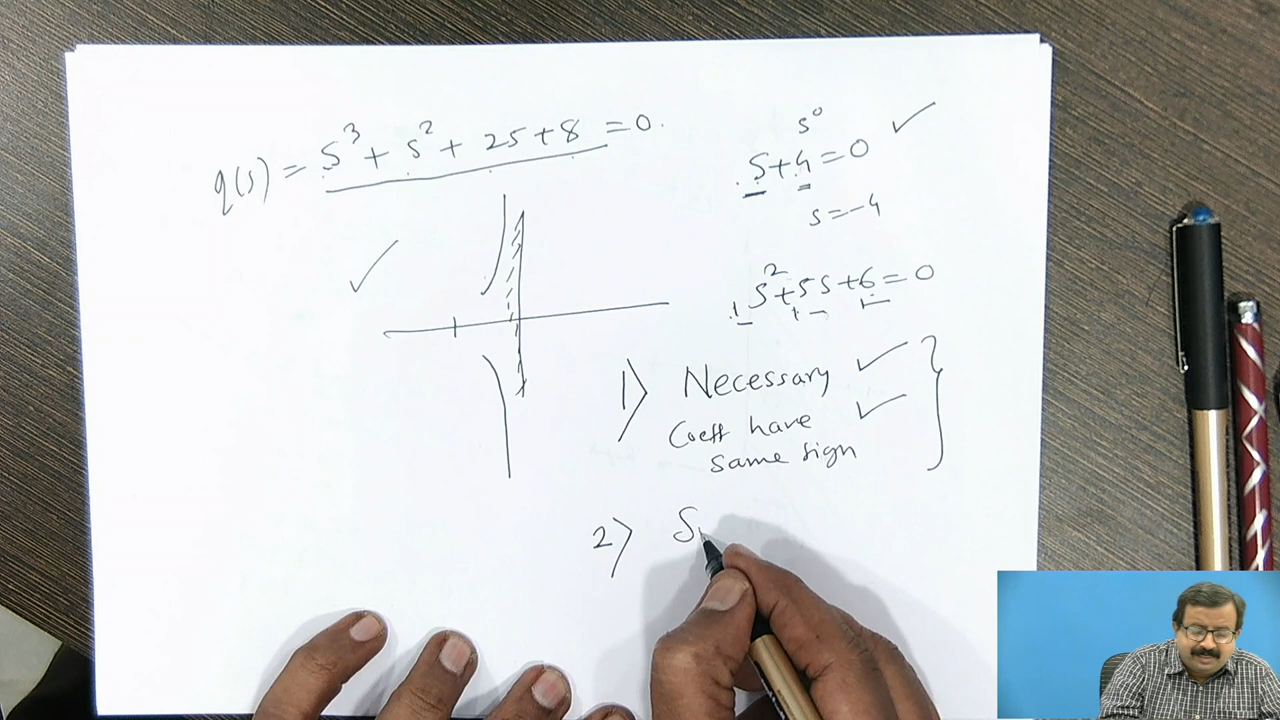 q(s) = s³ + s² + 2s + 8 = 0.
s⁰
s + 4 = 0
s = -4
s² + 5s + 6 = 0
1) Necessary
Coeff have
same sign
2) S